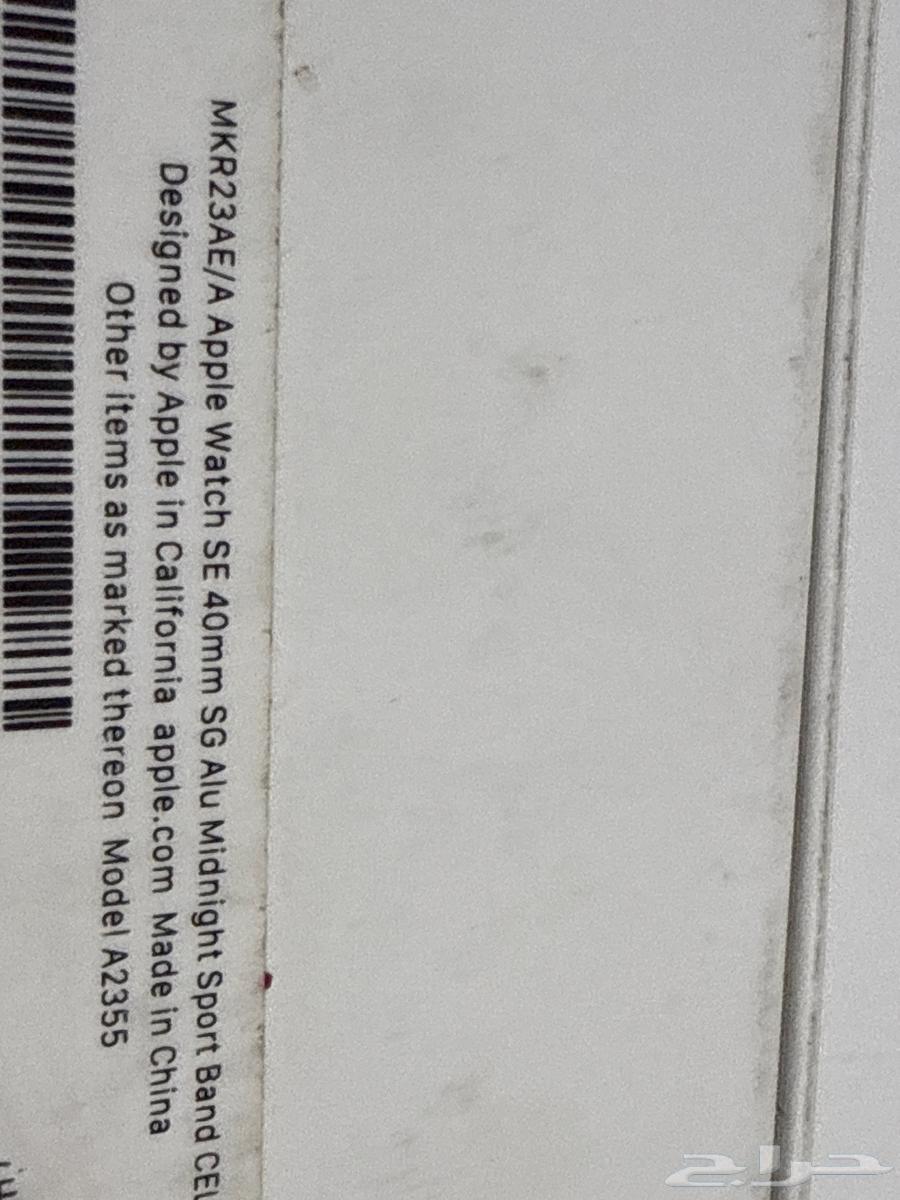 MKR23AE/A Apple Watch SE 40mm SG Alu Midnight Sport Band CEL
Designed by Apple in California apple.com Made in China
Other items as marked thereon Model A2355
حراج